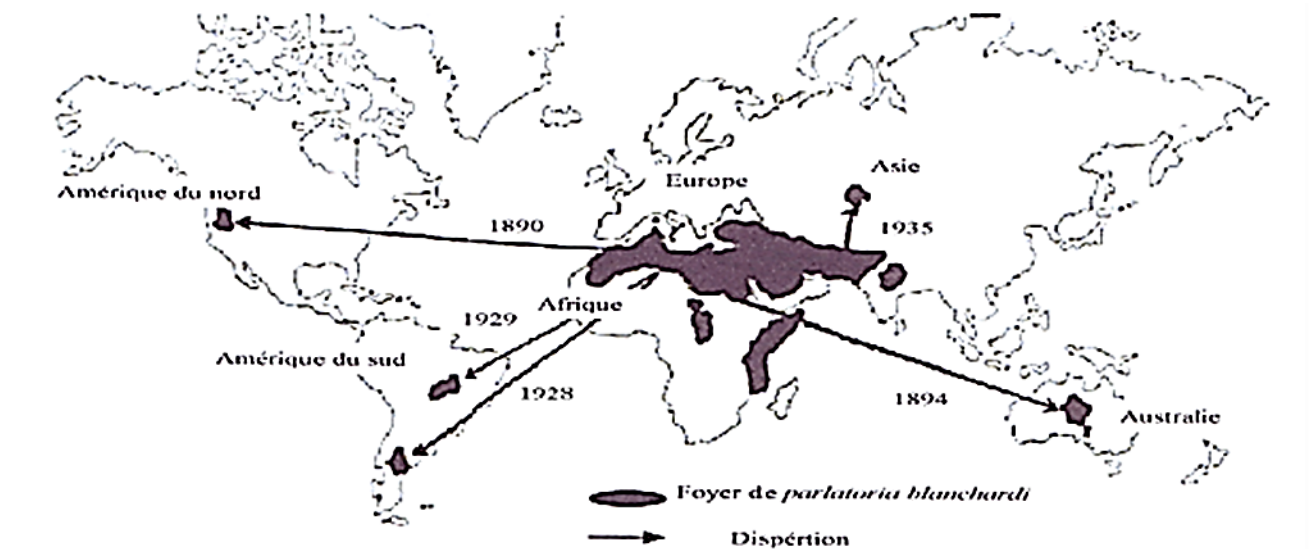 Asie
Europe
Amérique du nord
1890
1935
Afrique
1929
Amérique du sud
1928
1894
Australie
Foyer de parlatoria blanchardi
Dispértion